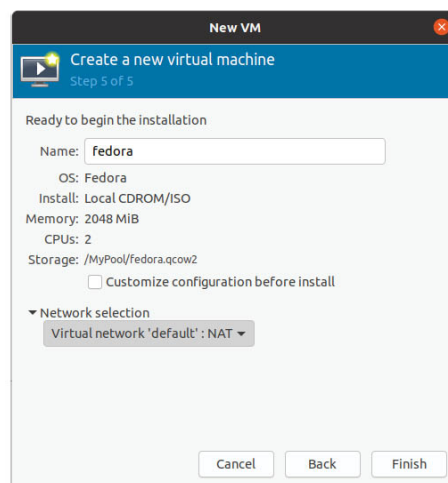 New VM
Create a new virtual machine
Step 5 of 5
Ready to begin the installation
Name: fedora
OS: Fedora
Install: Local CDROM/ISO
Memory: 2048 MiB
CPUs: 2
Storage: /MyPool/fedora.qcow2
Customize configuration before install
Network selection
Virtual network 'default' : NAT
Cancel Back Finish